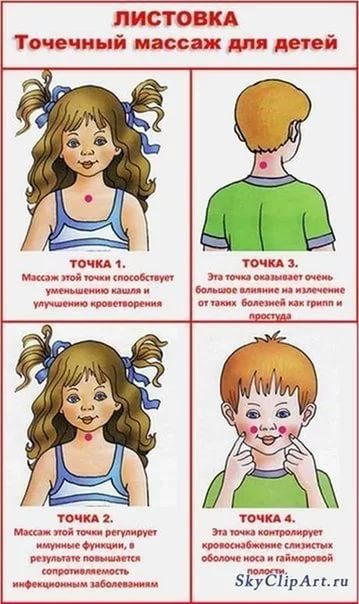 ЛИСТОВКА
Точечный массаж для детей
ТОЧКА 1.
Массаж этой точки способствует
уменьшению кашля и
улучшению кроветворения
ТОЧКА 3.
Эта точка оказывает очень
большое влияние на излечение
от таких болезней как грипп и
простуда
ТОЧКА 2.
Массаж этой точки регулирует
имунные функции, в
результате повышается
сопротивляемость
инфекционным заболеваниям
ТОЧКА 4.
Эта точка контролирует
кровоснабжение слизистых
оболоче носа и гайморовой
полости.
SkyClipArt.ru